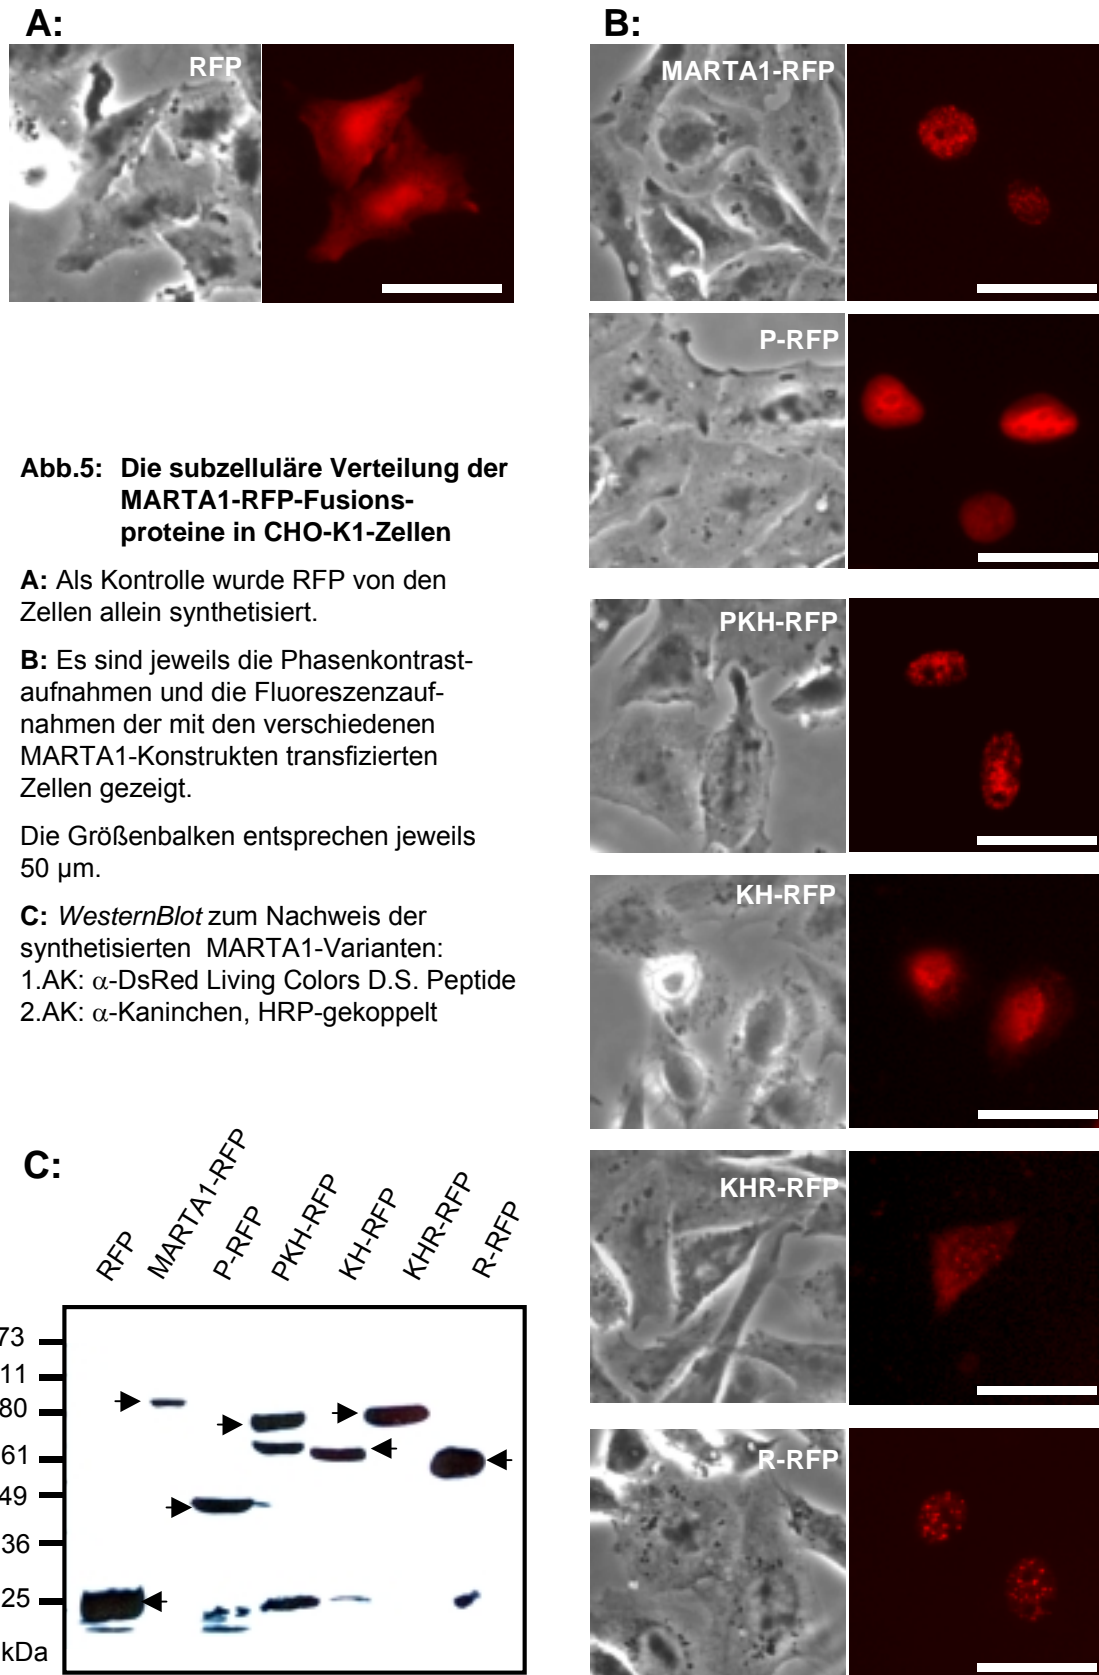 A:
RFP
Abb.5: Die subzelluläre Verteilung der
MARTA1-RFP-Fusions-
proteine in CHO-K1-Zellen
A: Als Kontrolle wurde RFP von den
Zellen allein synthetisiert.
B: Es sind jeweils die Phasenkontrast-
aufnahmen und die Fluoreszenzauf-
nahmen der mit den verschiedenen
MARTA1-Konstrukten transfizierten
Zellen gezeigt.
Die Größenbalken entsprechen jeweils
50 µm.
C: WesternBlot zum Nachweis der
synthetisierten MARTA1-Varianten:
1.AK: α-DsRed Living Colors D.S. Peptide
2.AK: α-Kaninchen, HRP-gekoppelt
C:
RFP
MARTA1-RFP
P-RFP
PKH-RFP
KH-RFP
KHR-RFP
R-RFP
73
11
80
61
49
36
25
kDa
B:
MARTA1-RFP
P-RFP
PKH-RFP
KH-RFP
KHR-RFP
R-RFP